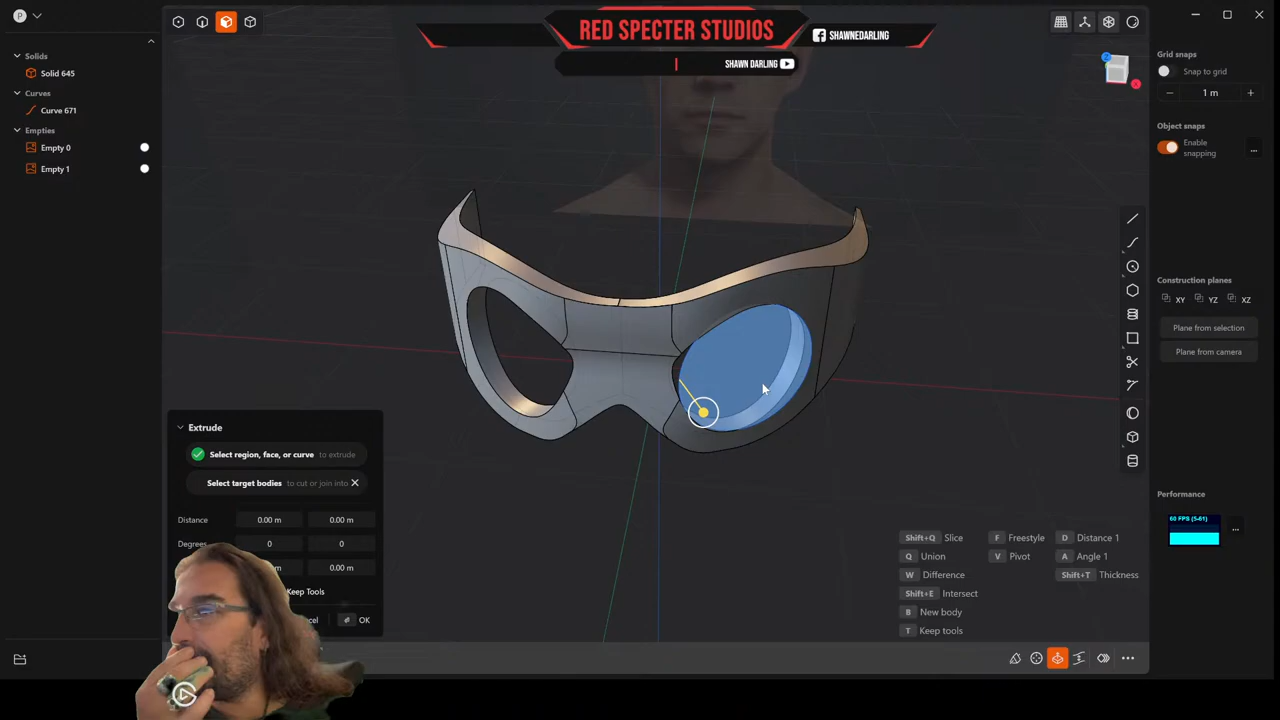 P
RED SPECTER STUDIOS
SHAWNEDARLING
SHAWN DARLING
Solids
Solid 645
Curves
Curve 671
Empties
Empty 0
Empty 1
Grid snaps
Snap to grid
1 m
Object snaps
Enable snapping
Construction planes
XY
YZ
XZ
Plane from selection
Plane from camera
Performance
60 FPS (5-61)
Extrude
Select region, face, or curve to extrude
Select target bodies to cut or join into
Distance 0.00 m 0.00 m
Degrees 0 0
0.00 m
Keep Tools
OK
Shift+Q Slice
Q Union
W Difference
Shift+E Intersect
B New body
T Keep tools
F Freestyle
V Pivot
D Distance 1
A Angle 1
Shift+T Thickness